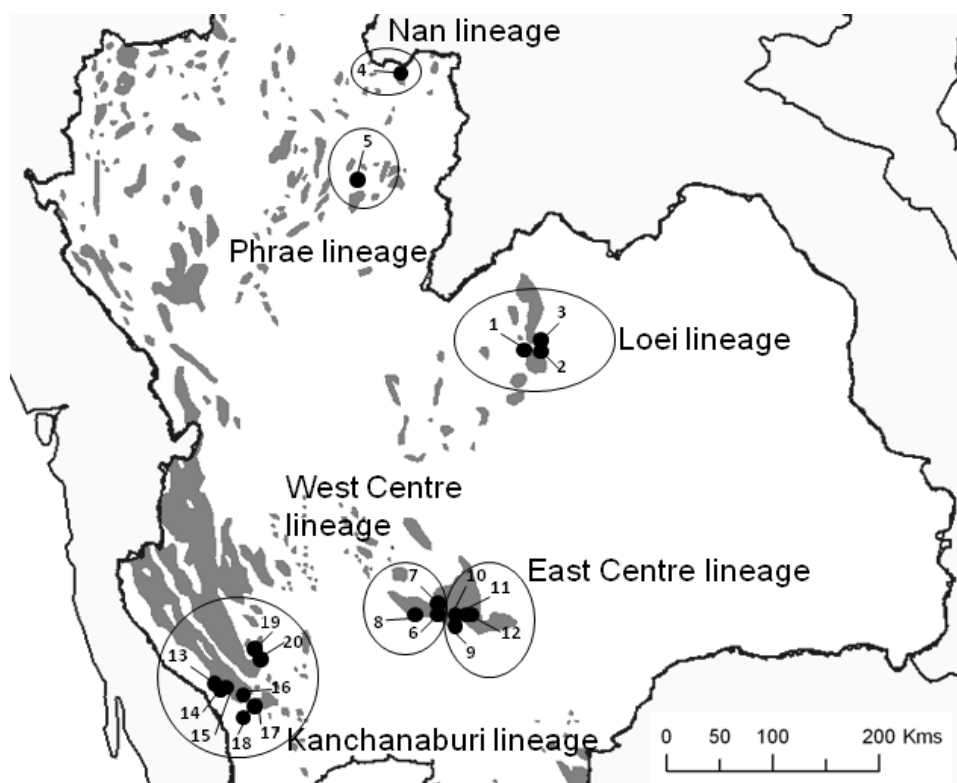 Nan lineage
4
5
Phrae lineage
1
3
Loei lineage
2
West Centre
lineage
East Centre lineage
7
10
11
8
6
12
9
19
20
13
16
14
15
17
18
Kanchanaburi lineage
0 50 100 200 Kms